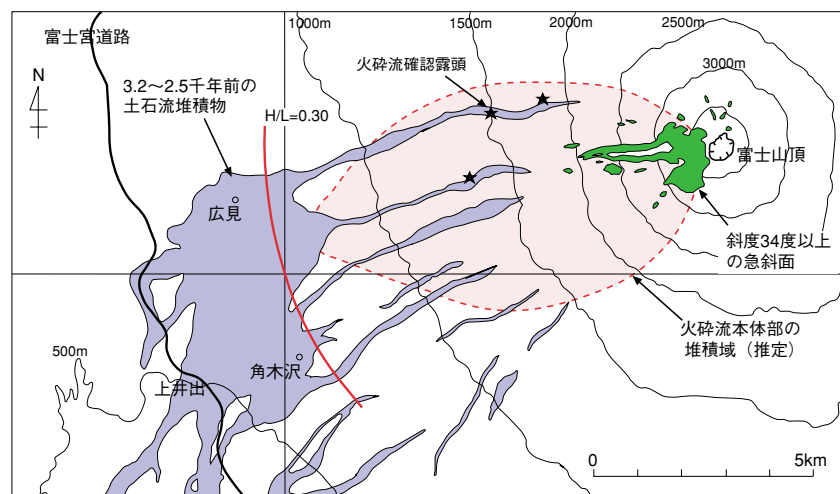 1000m
1500m
2000m
2500m
富士宮道路
火砕流確認露頭
3000m
N
3.2〜2.5千年前の
土石流堆積物
H/L=0.30
富士山頂
広見
斜度34度以上
の急斜面
火砕流本体部の
堆積域（推定）
500m
角木沢
上井出
0
5km